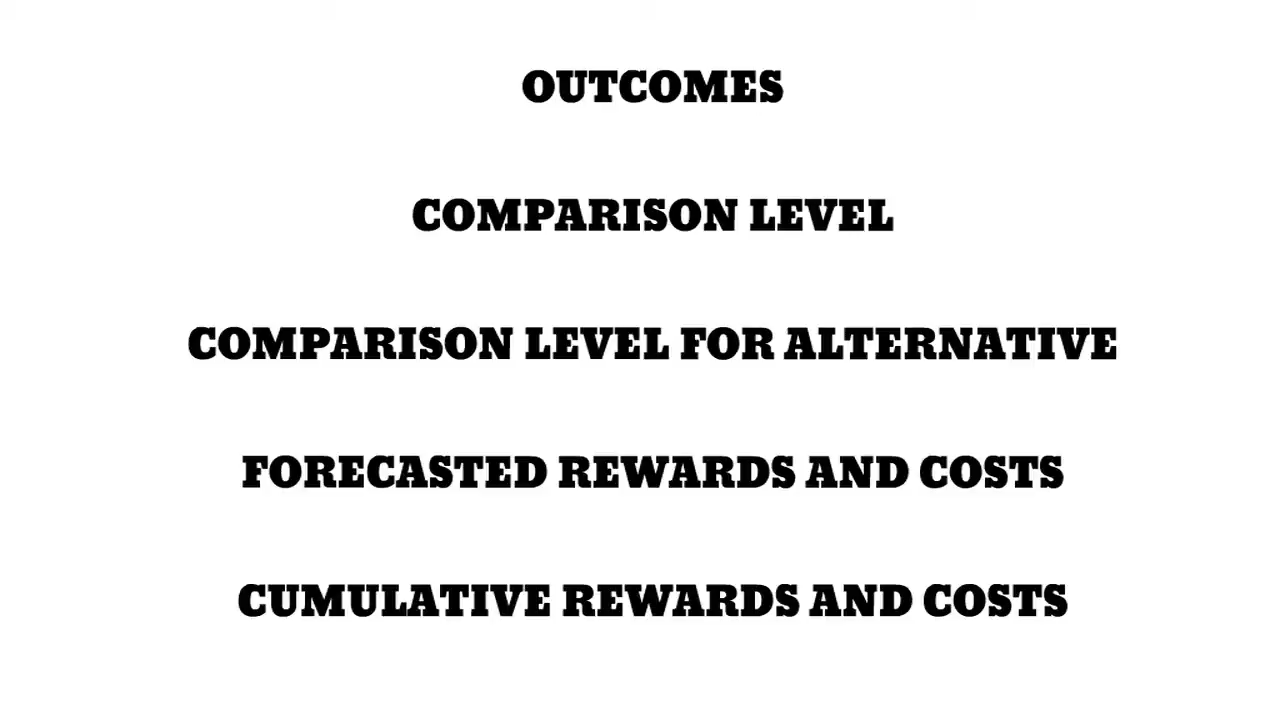 OUTCOMES
COMPARISON LEVEL
COMPARISON LEVEL FOR ALTERNATIVE
FORECASTED REWARDS AND COSTS
CUMULATIVE REWARDS AND COSTS